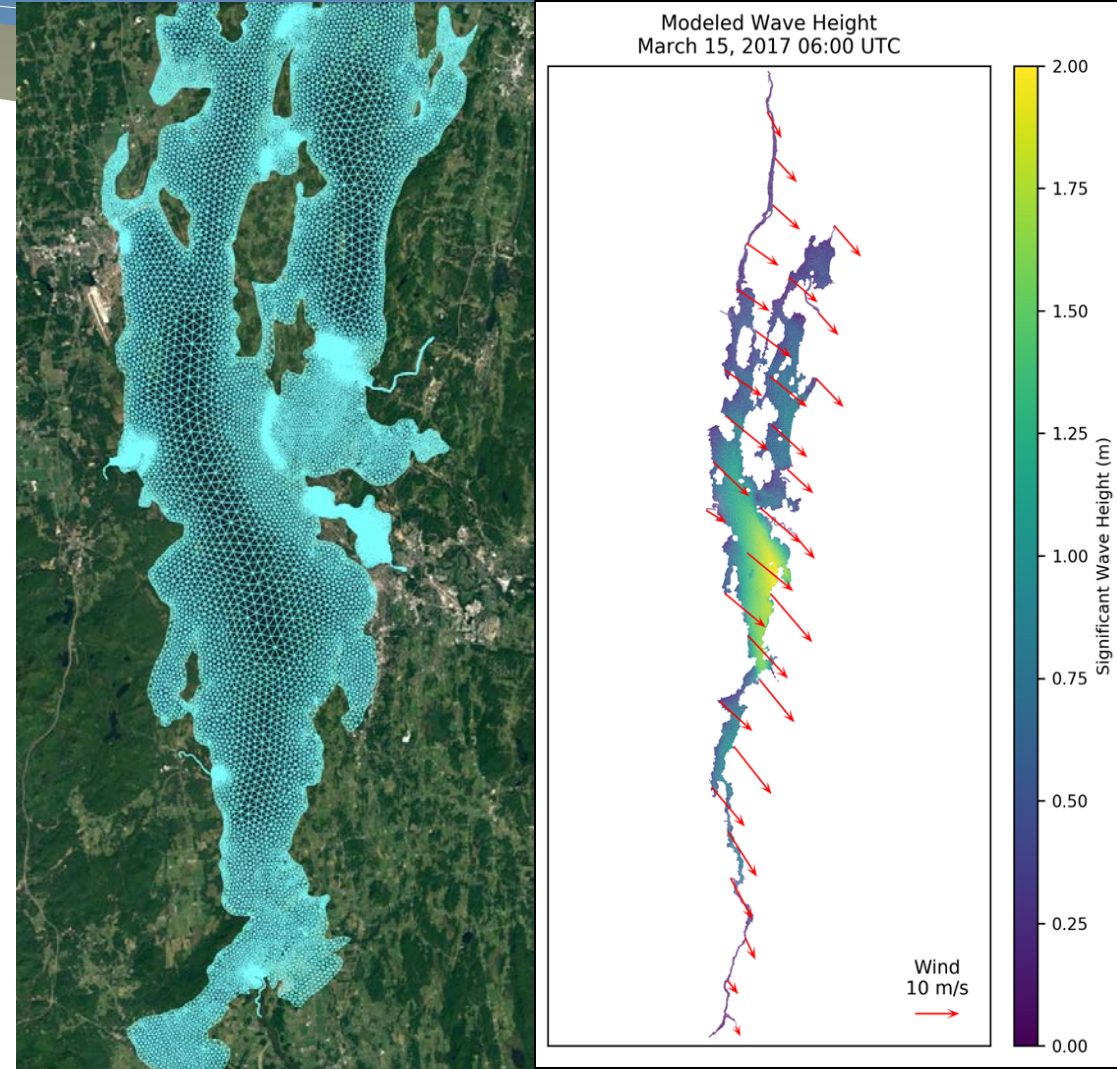 Modeled Wave Height
March 15, 2017 06:00 UTC
2.00
1.75
1.50
1.25
1.00
0.75
0.50
0.25
0.00
Significant Wave Height (m)
Wind
10 m/s